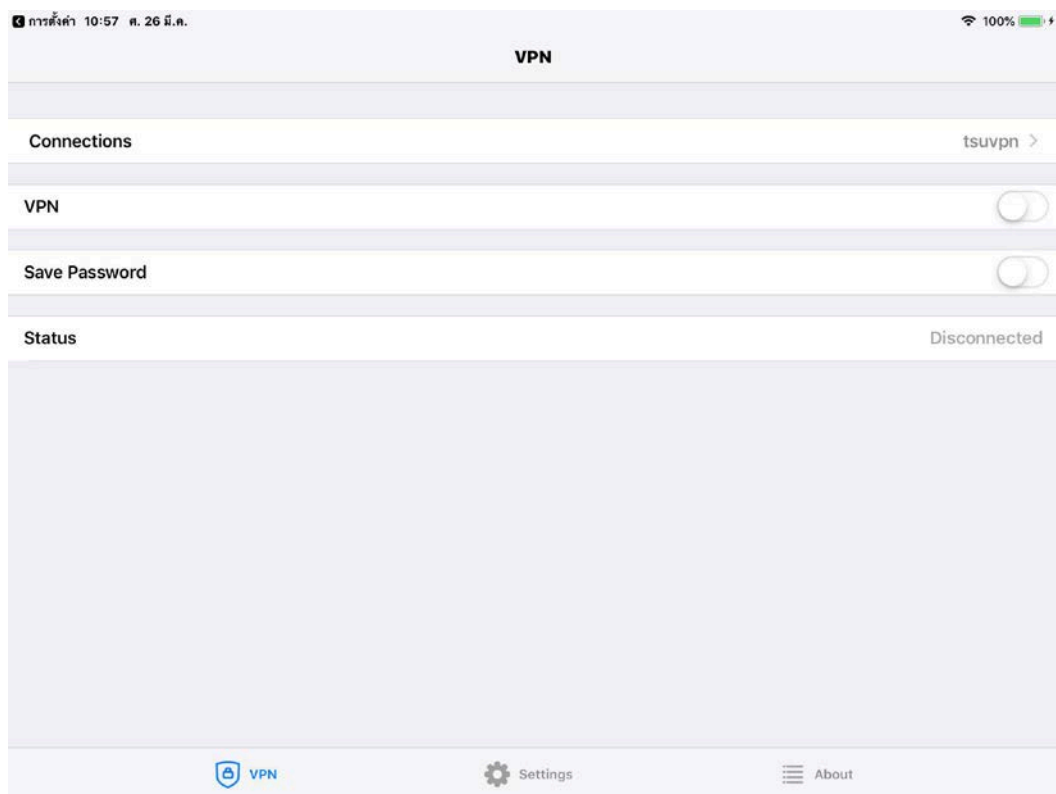 การตั้งค่า 10:57 ศ. 26 มี.ค. 100%
VPN
Connections tsuvpn
VPN
Save Password
Status Disconnected
VPN Settings About